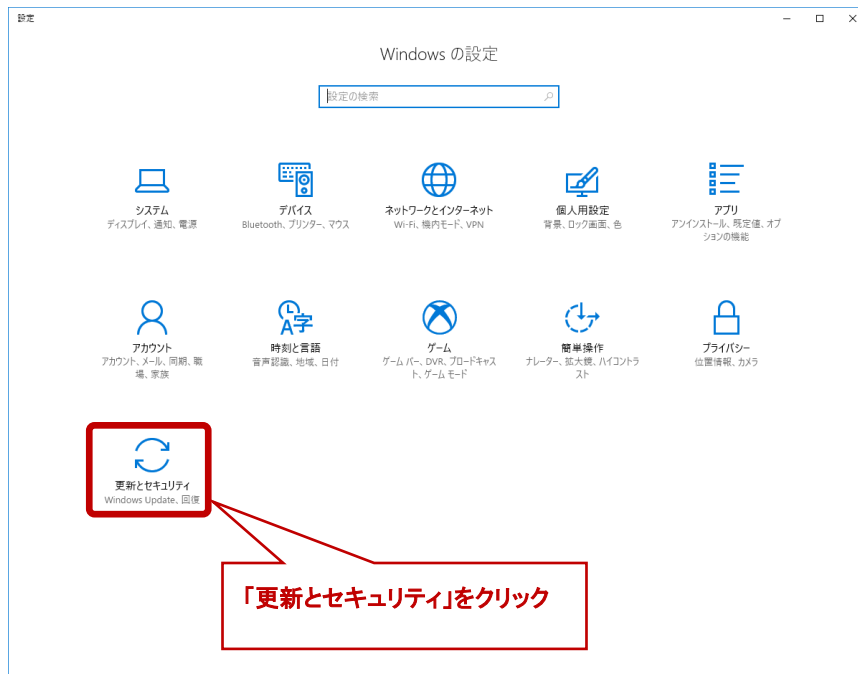 設定
Windows の設定
設定の検索
システム
ディスプレイ、通知、電源
デバイス
Bluetooth、プリンター、マウス
ネットワークとインターネット
Wi-Fi、機内モード、VPN
個人用設定
背景、ロック画面、色
アプリ
アンインストール、既定値、オプ
ションの機能
アカウント
アカウント、メール、同期、職
場、家族
時刻と言語
音声認識、地域、日付
ゲーム
ゲーム バー、DVR、ブロードキャス
ト、ゲーム モード
簡単操作
ナレーター、拡大鏡、ハイコントラ
スト
プライバシー
位置情報、カメラ
更新とセキュリティ
Windows Update、回復
「更新とセキュリティ」をクリック